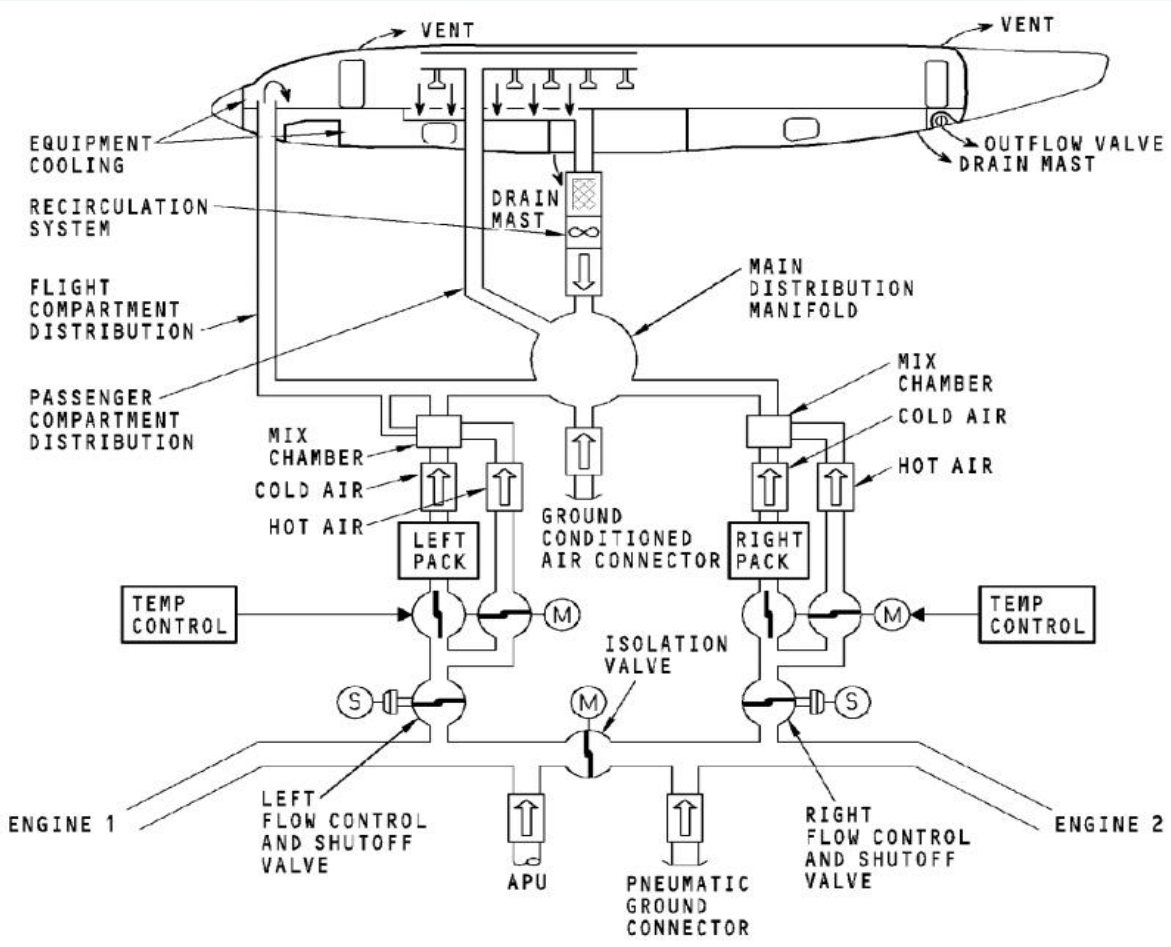 VENT
VENT
EQUIPMENT
COOLING
OUTFLOW VALVE
DRAIN MAST
RECIRCULATION
SYSTEM
DRAIN
MAST
FLIGHT
COMPARTMENT
DISTRIBUTION
MAIN
DISTRIBUTION
MANIFOLD
PASSENGER
COMPARTMENT
DISTRIBUTION
MIX
CHAMBER
COLD AIR
HOT AIR
MIX
CHAMBER
COLD AIR
HOT AIR
LEFT
PACK
GROUND
CONDITIONED
AIR CONNECTOR
RIGHT
PACK
TEMP
CONTROL
M
M
TEMP
CONTROL
ISOLATION
VALVE
S
M
S
ENGINE 1
LEFT
FLOW CONTROL
AND SHUTOFF
VALVE
APU
PNEUMATIC
GROUND
CONNECTOR
RIGHT
FLOW CONTROL
AND SHUTOFF
VALVE
ENGINE 2